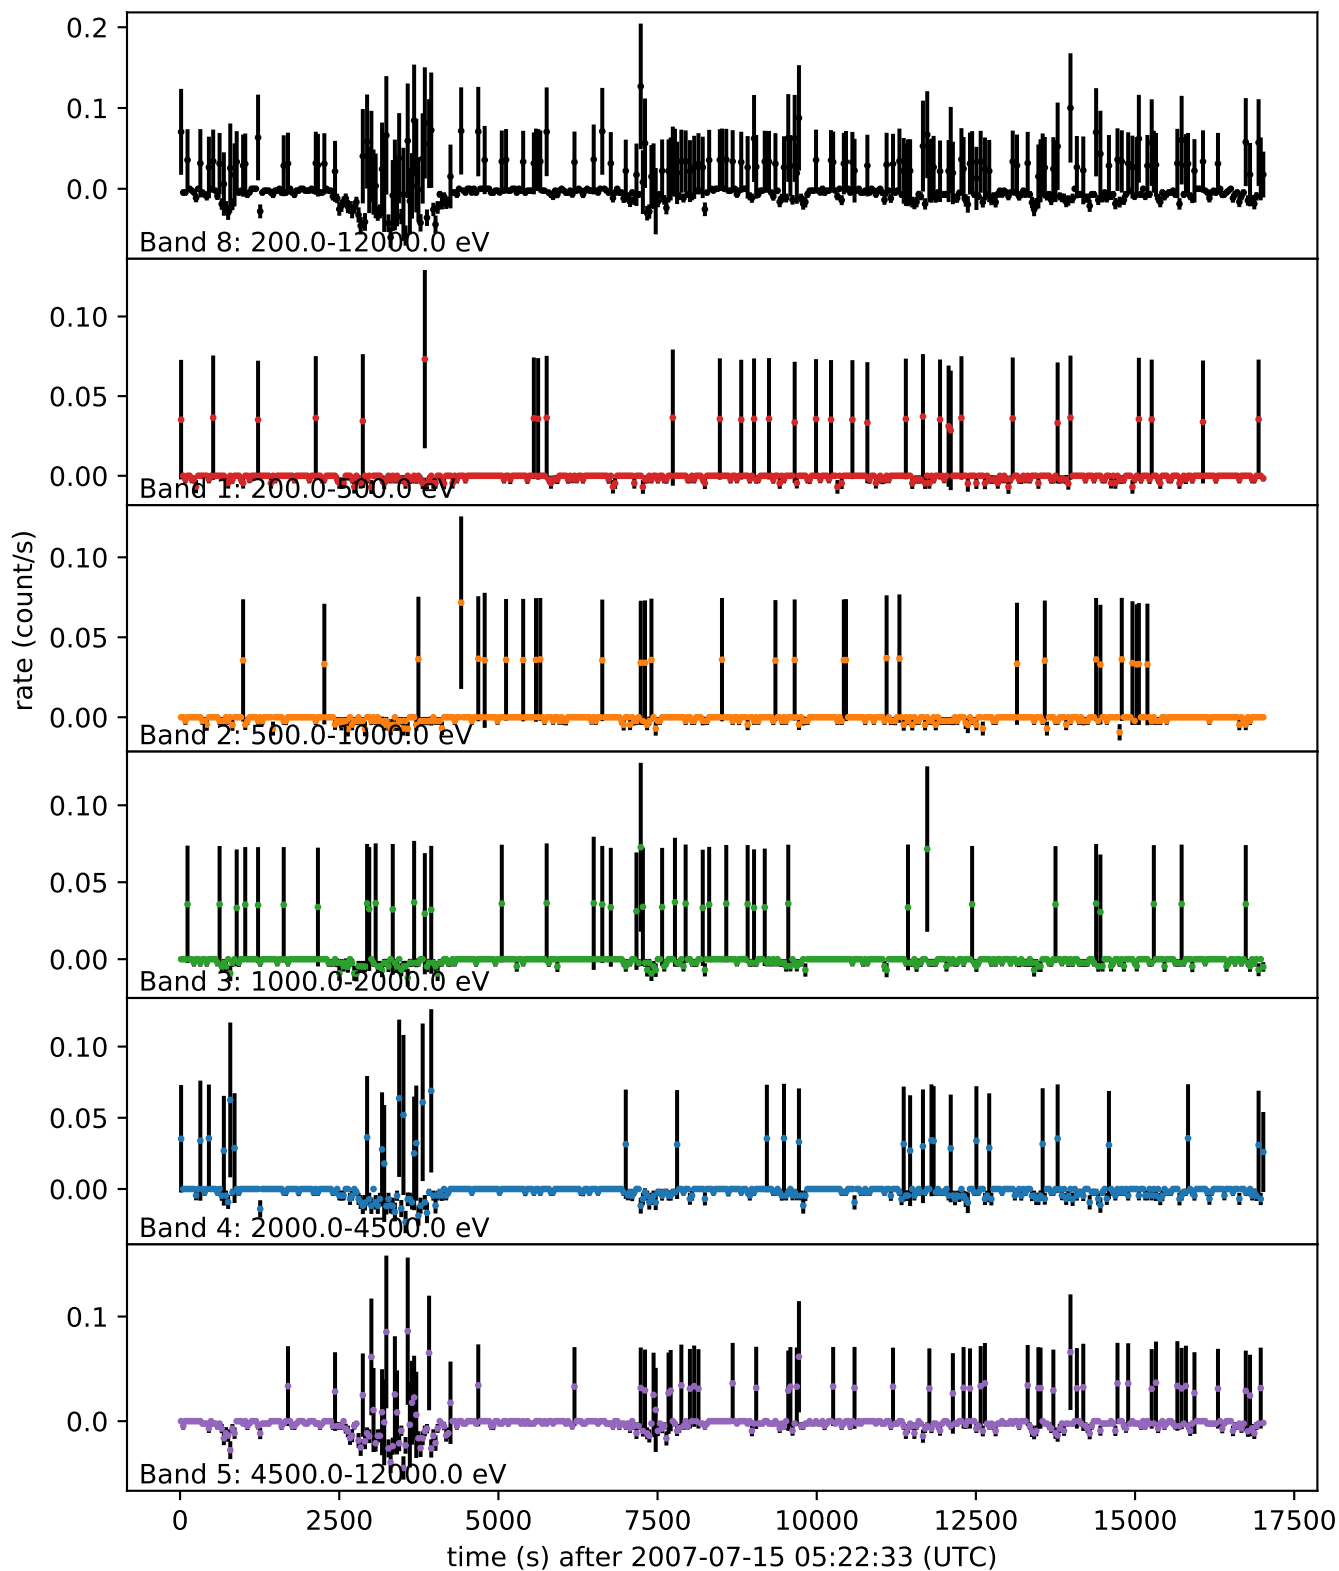 0.2
0.1
0.0
Band 8: 200.0-12000.0 eV
0.10
0.05
0.00
Band 1: 200.0-500.0 eV
0.10
0.05
0.00
Band 2: 500.0-1000.0 eV
rate (count/s)
0.10
0.05
0.00
Band 3: 1000.0-2000.0 eV
0.10
0.05
0.00
Band 4: 2000.0-4500.0 eV
0.1
0.0
Band 5: 4500.0-12000.0 eV
0 2500 5000 7500 10000 12500 15000 17500
time (s) after 2007-07-15 05:22:33 (UTC)